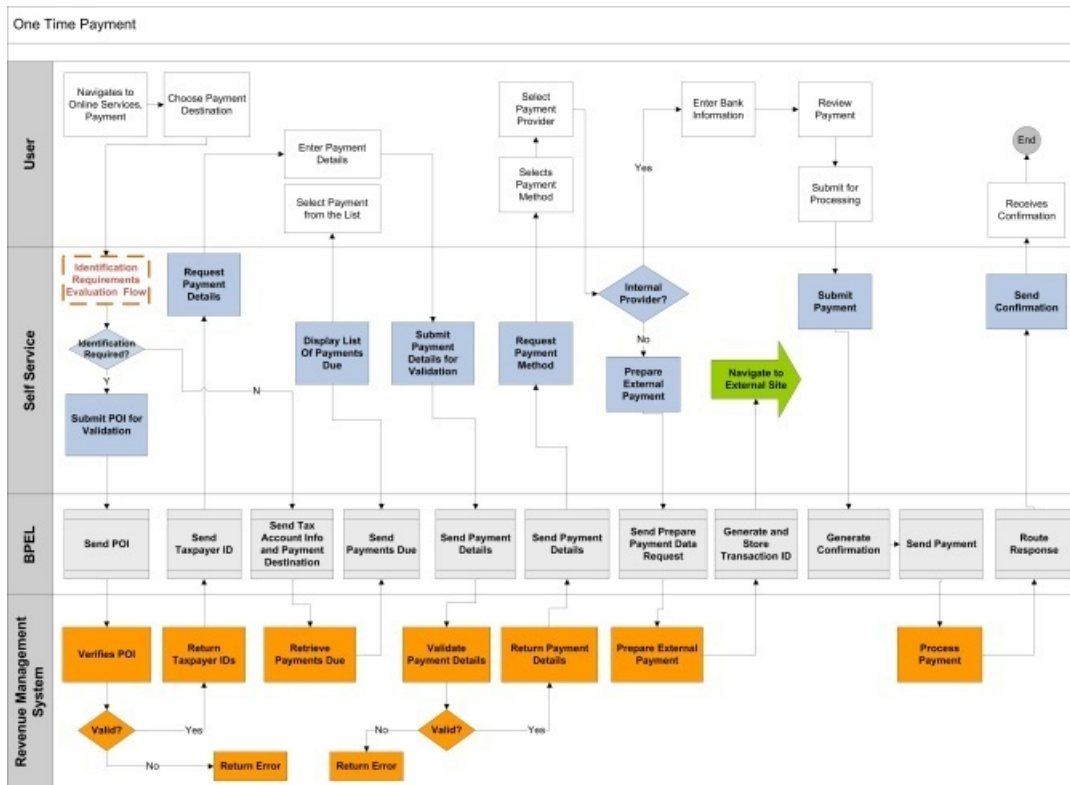 One Time Payment
User
Navigates to
Online Services,
Payment
Choose Payment
Destination
Enter Payment
Details
Select Payment
from the List
Select
Payment
Provider
Selects
Payment
Method
Yes
Enter Bank
Information
Review
Payment
Submit for
Processing
End
Receives
Confirmation
Self Service
Identification
Requirements
Evaluation Flow
Identification
Required?
Y
N
Submit POI for
Validation
Request
Payment
Details
Display List
Of Payments
Due
Submit
Payment
Details for
Validation
Request
Payment
Method
Internal
Provider?
No
Prepare
External
Payment
Navigate to
External Site
Submit
Payment
Send
Confirmation
BPEL
Send POI
Send
Taxpayer ID
Send Tax
Account Info
and Payment
Destination
Send
Payments Due
Send Payment
Details
Send Payment
Details
Send Prepare
Payment Data
Request
Generate and
Store
Transaction ID
Generate
Confirmation
Send Payment
Route
Response
Revenue Management
System
Verifies POI
Return
Taxpayer IDs
Retrieve
Payments Due
Validate
Payment Details
Return Payment
Details
Prepare External
Payment
Process
Payment
Valid?
Yes
No
Return Error
Valid?
Yes
No
Return Error